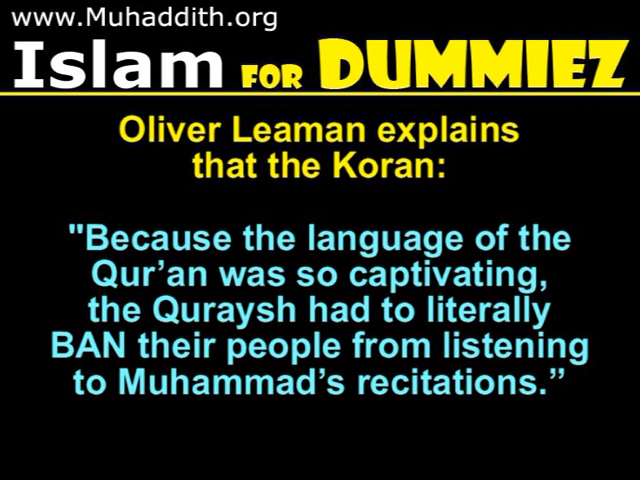 www.Muhaddith.org
Islam FOR DUMMIEZ
Oliver Leaman explains
that the Koran:
"Because the language of the
Qur’an was so captivating,
the Quraysh had to literally
BAN their people from listening
to Muhammad’s recitations.”